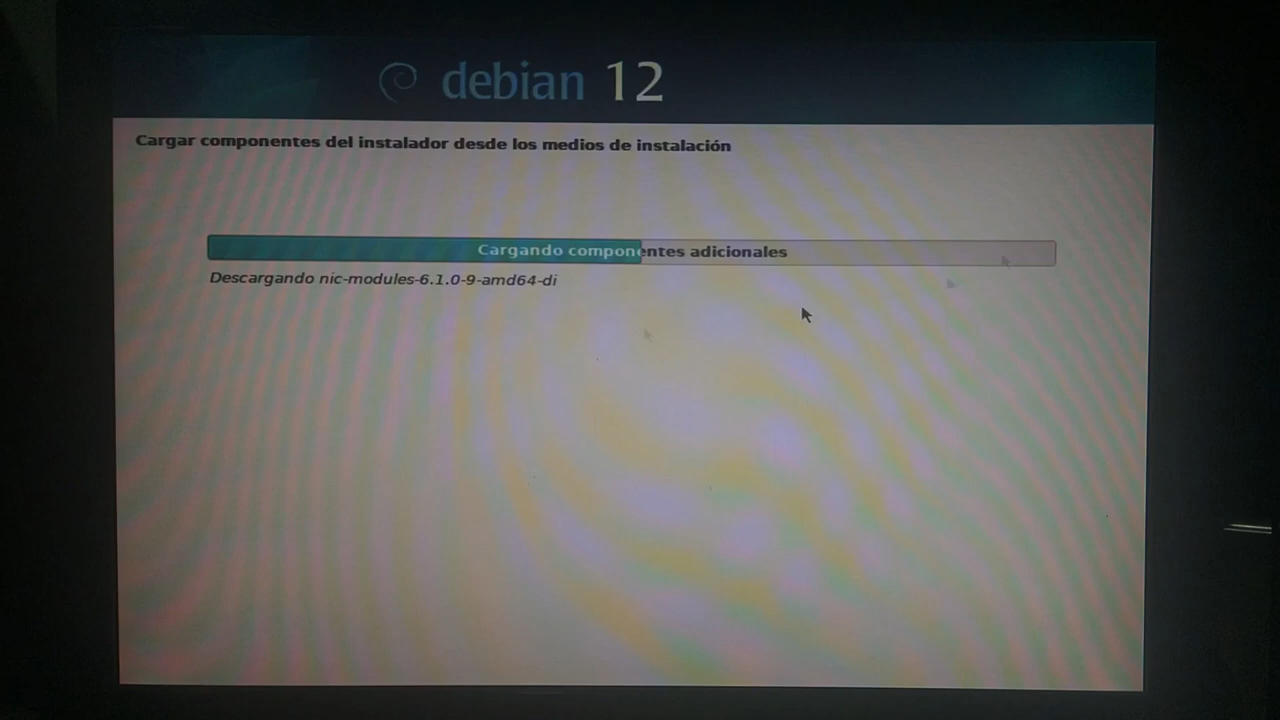 debian 12
Cargar componentes del instalador desde los medios de instalación
Cargando componentes adicionales
Descargando nic-modules-6.1.0-9-amd64-di